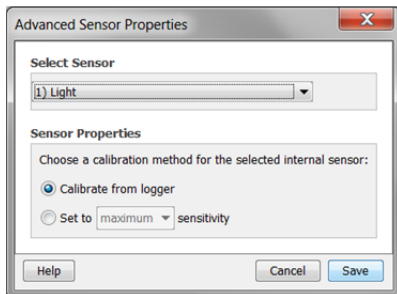 Advanced Sensor Properties
Select Sensor
1) Light
Sensor Properties
Choose a calibration method for the selected internal sensor:
Calibrate from logger
Set to maximum sensitivity
Help Cancel Save